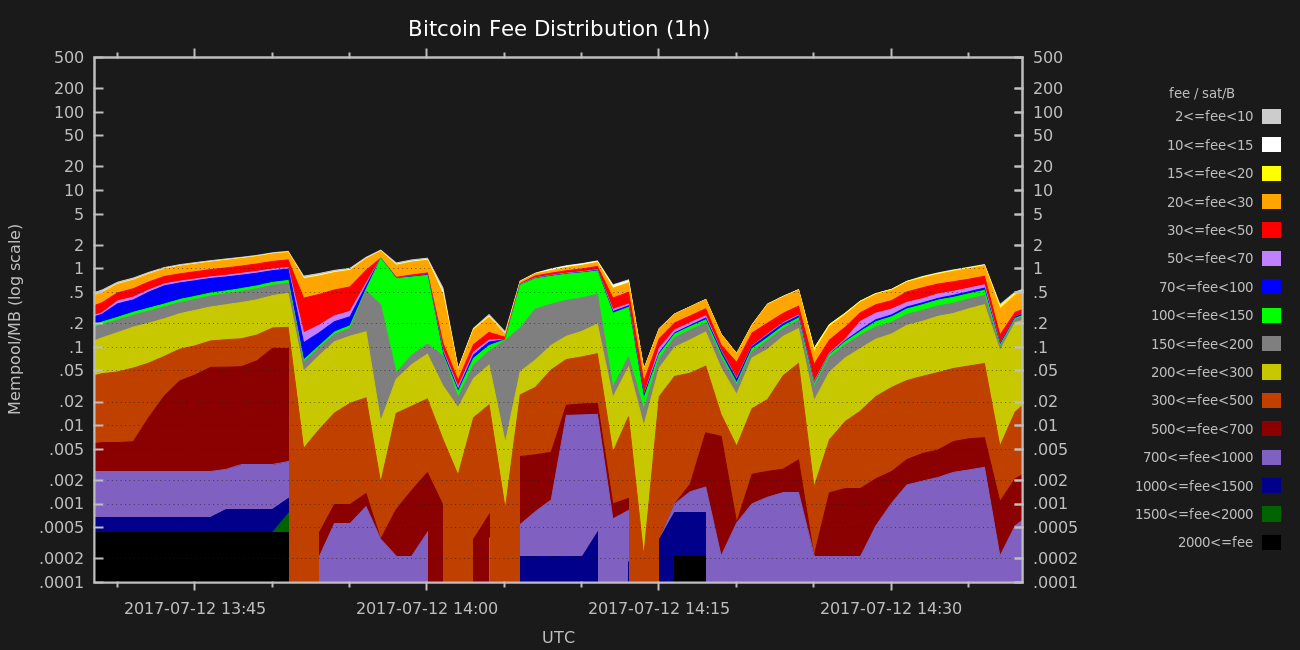 Bitcoin Fee Distribution (1h)
Mempool/MB (log scale)
500
200
100
50
20
10
5
2
1
.5
.2
.1
.05
.02
.01
.005
.002
.001
.0005
.0002
.0001
500
200
100
50
20
10
5
2
1
.5
.2
.1
.05
.02
.01
.005
.002
.001
.0005
.0002
.0001
2017-07-12 13:45
2017-07-12 14:00
2017-07-12 14:15
2017-07-12 14:30
UTC
fee / sat/B
2<=fee<10
10<=fee<15
15<=fee<20
20<=fee<30
30<=fee<50
50<=fee<70
70<=fee<100
100<=fee<150
150<=fee<200
200<=fee<300
300<=fee<500
500<=fee<700
700<=fee<1000
1000<=fee<1500
1500<=fee<2000
2000<=fee